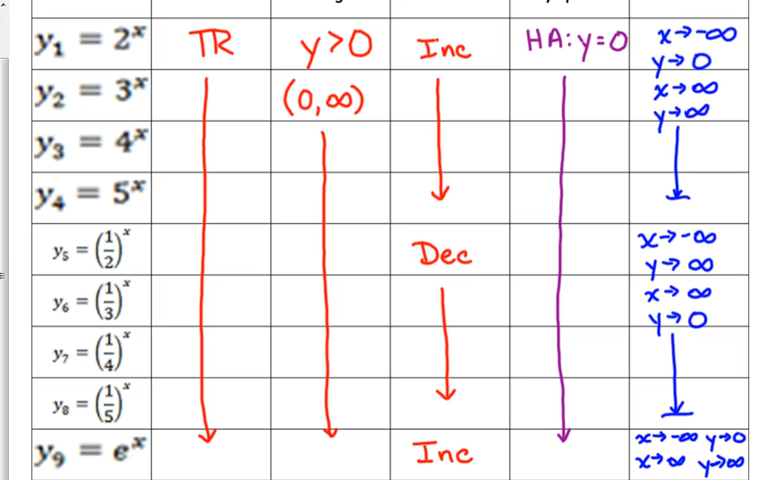 y₁ = 2ˣ TR y>0 Inc HA: y=0 x→-∞
y→0
y₂ = 3ˣ (0,∞) x→∞
y→∞
y₃ = 4ˣ
y₄ = 5ˣ
y₅ = (1/2)ˣ Dec x→-∞
y→∞
y₆ = (1/3)ˣ x→∞
y→0
y₇ = (1/4)ˣ
y₈ = (1/5)ˣ
y₉ = eˣ Inc x→-∞ y→0
x→∞ y→∞